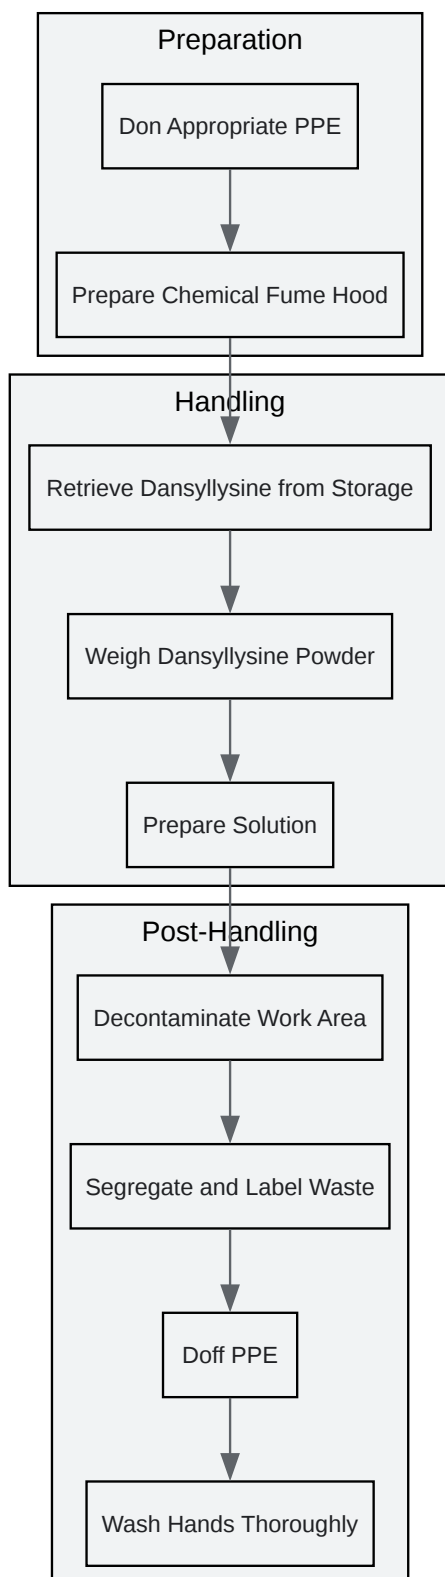 Preparation
Don Appropriate PPE
Prepare Chemical Fume Hood
Handling
Retrieve Dansyllysine from Storage
Weigh Dansyllysine Powder
Prepare Solution
Post-Handling
Decontaminate Work Area
Segregate and Label Waste
Doff PPE
Wash Hands Thoroughly